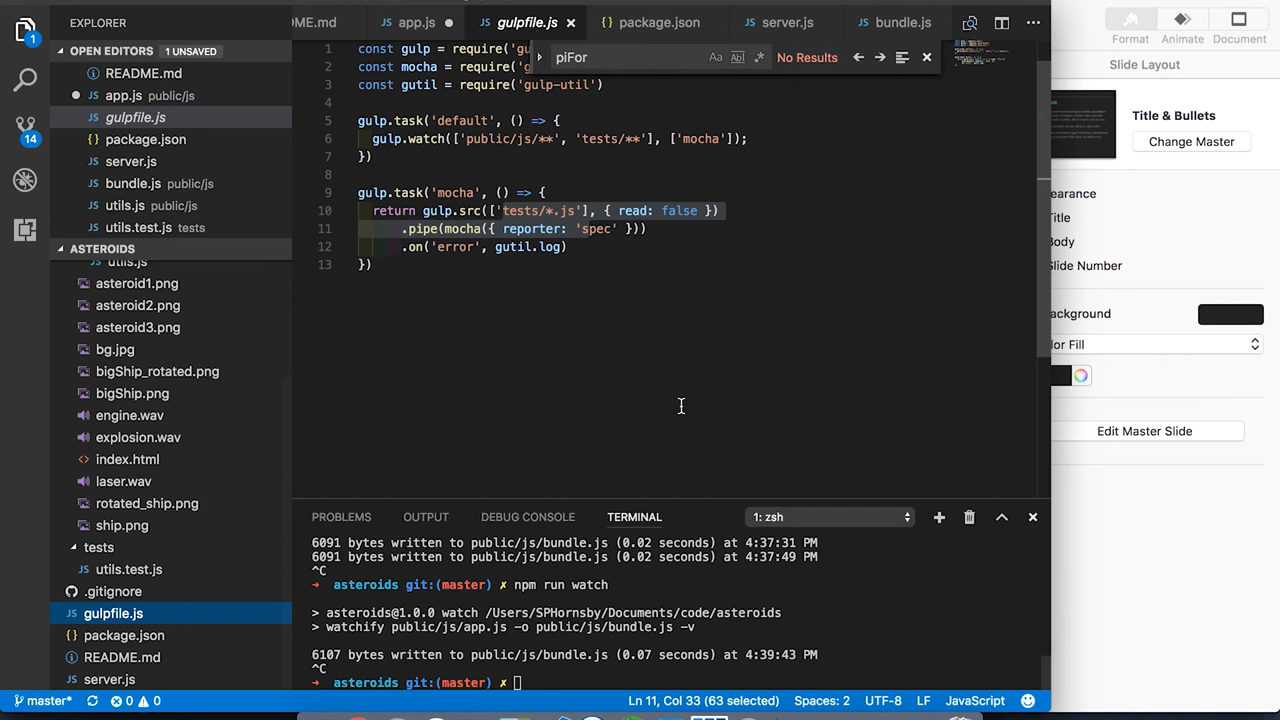 EXPLORER
OPEN EDITORS 1 UNSAVED
README.md
app.js public/js
gulpfile.js
package.json
server.js
bundle.js public/js
utils.js public/js
utils.test.js tests
ASTEROIDS
utils.js
asteroid1.png
asteroid2.png
asteroid3.png
bg.jpg
bigShip_rotated.png
bigShip.png
engine.wav
explosion.wav
index.html
laser.wav
rotated_ship.png
ship.png
tests
utils.test.js
.gitignore
gulpfile.js
package.json
README.md
server.js
1
14
ME.md app.js gulpfile.js package.json server.js bundle.js
piFor Aa Abl .* No Results
1 const gulp = require('gu
2 const mocha = require('g
3 const gutil = require('gulp-util')
4
5 gulp.task('default', () => {
6 gulp.watch(['public/js/**', 'tests/**'], ['mocha']);
7 })
8
9 gulp.task('mocha', () => {
10 return gulp.src(['tests/*.js'], { read: false })
11 .pipe(mocha({ reporter: 'spec' }))
12 .on('error', gutil.log)
13 })
PROBLEMS OUTPUT DEBUG CONSOLE TERMINAL 1: zsh
6091 bytes written to public/js/bundle.js (0.02 seconds) at 4:37:31 PM
6091 bytes written to public/js/bundle.js (0.02 seconds) at 4:37:49 PM
^C
→ asteroids git:(master) ✗ npm run watch
> asteroids@1.0.0 watch /Users/SPHornsby/Documents/code/asteroids
> watchify public/js/app.js -o public/js/bundle.js -v
6107 bytes written to public/js/bundle.js (0.07 seconds) at 4:39:43 PM
^C
→ asteroids git:(master) ✗
master* 0 0 Ln 11, Col 33 (63 selected) Spaces: 2 UTF-8 LF JavaScript
Format Animate Document
Slide Layout
Title & Bullets
Change Master
earance
Title
Body
Slide Number
ackground
lor Fill
Edit Master Slide